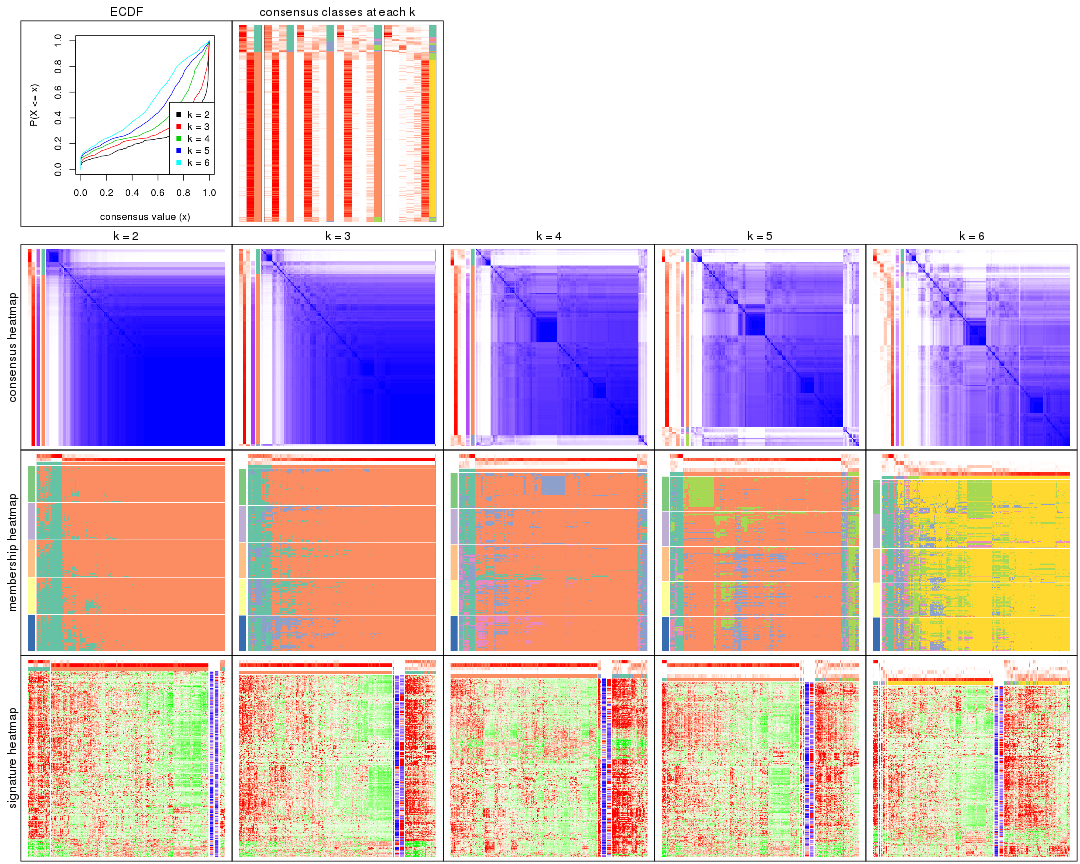 ECDF
consensus classes at each k
P(X <= x)
0.0
0.2
0.4
0.6
0.8
1.0
k = 2
k = 3
k = 4
k = 5
k = 6
0.0 0.2 0.4 0.6 0.8 1.0
consensus value (x)
k = 2
k = 3
k = 4
k = 5
k = 6
consensus heatmap
membership heatmap
signature heatmap